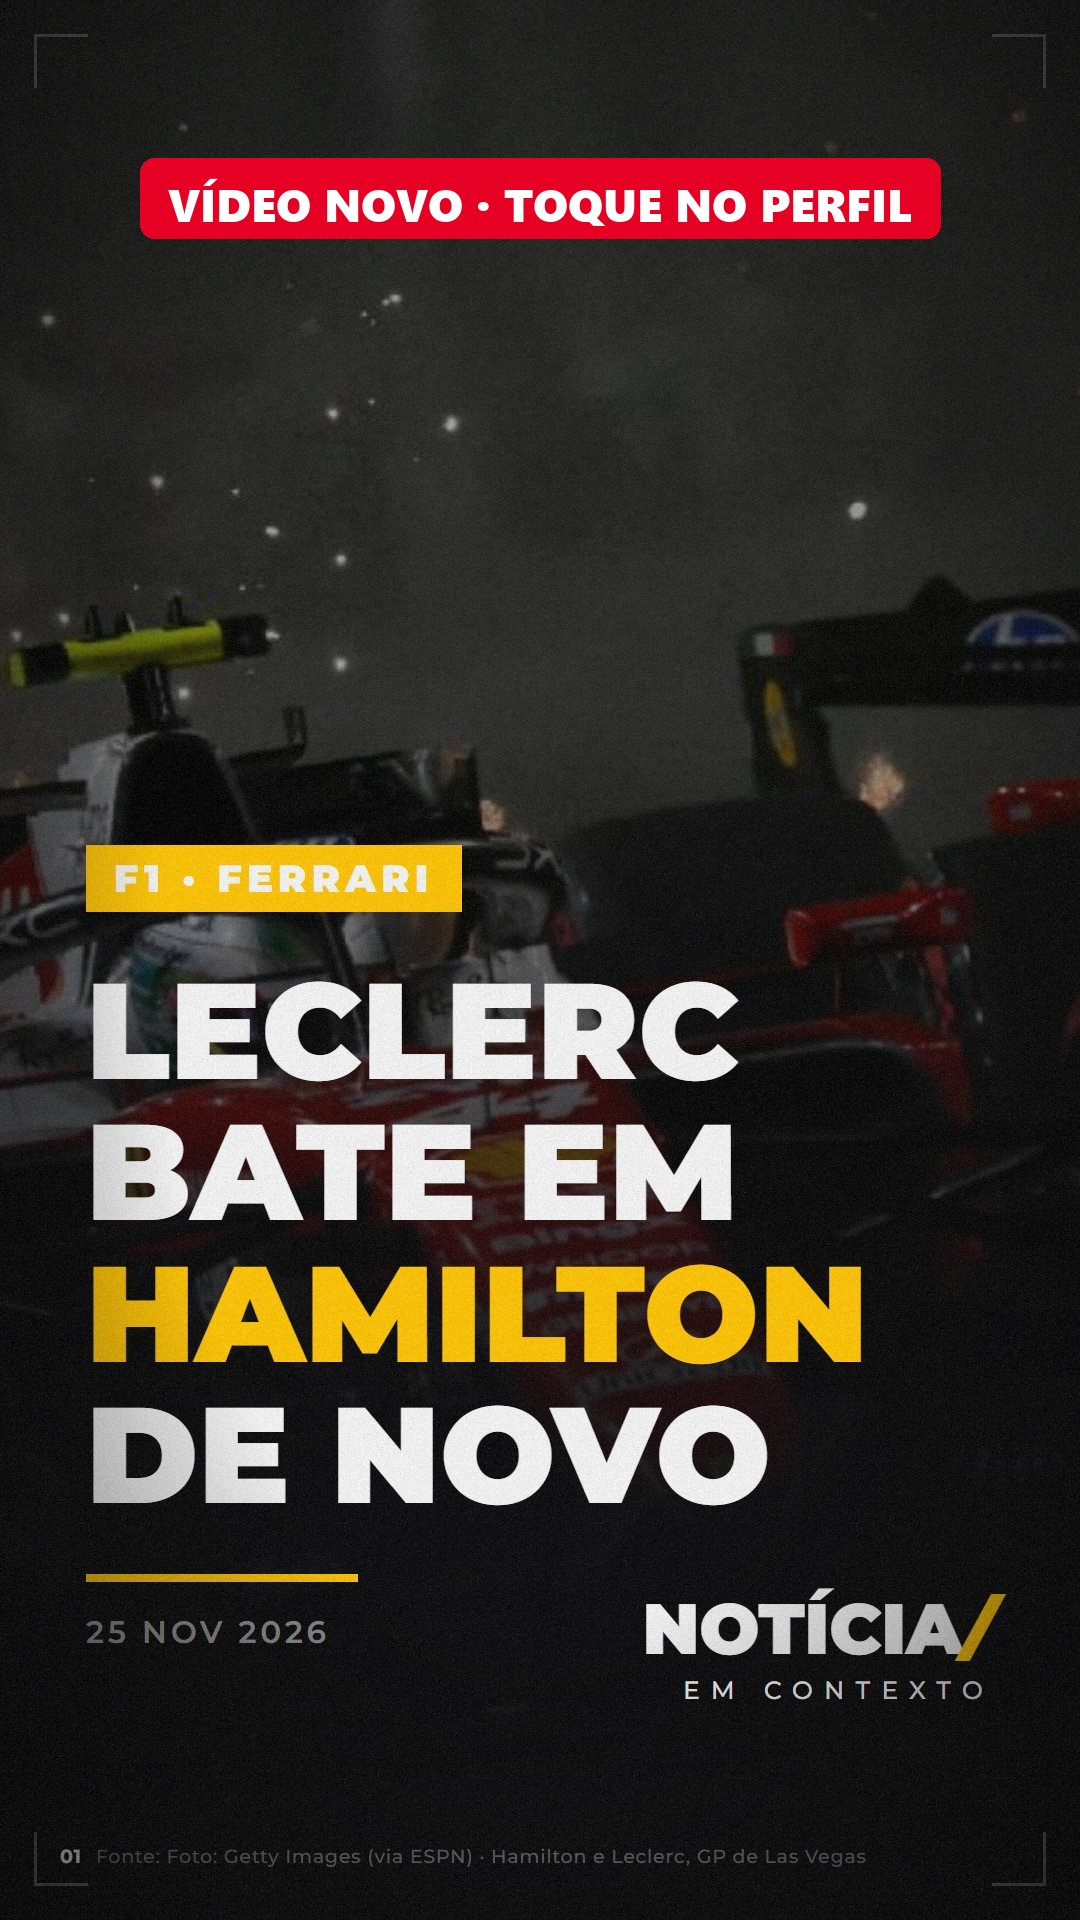 VÍDEO NOVO · TOQUE NO PERFIL
F1 • FERRARI
LECLERC
BATE EM
HAMILTON
DE NOVO
25 NOV 2026
NOTÍCIA/
EM CONTEXTO
01 Fonte: Foto: Getty Images (via ESPN) · Hamilton e Leclerc, GP de Las Vegas